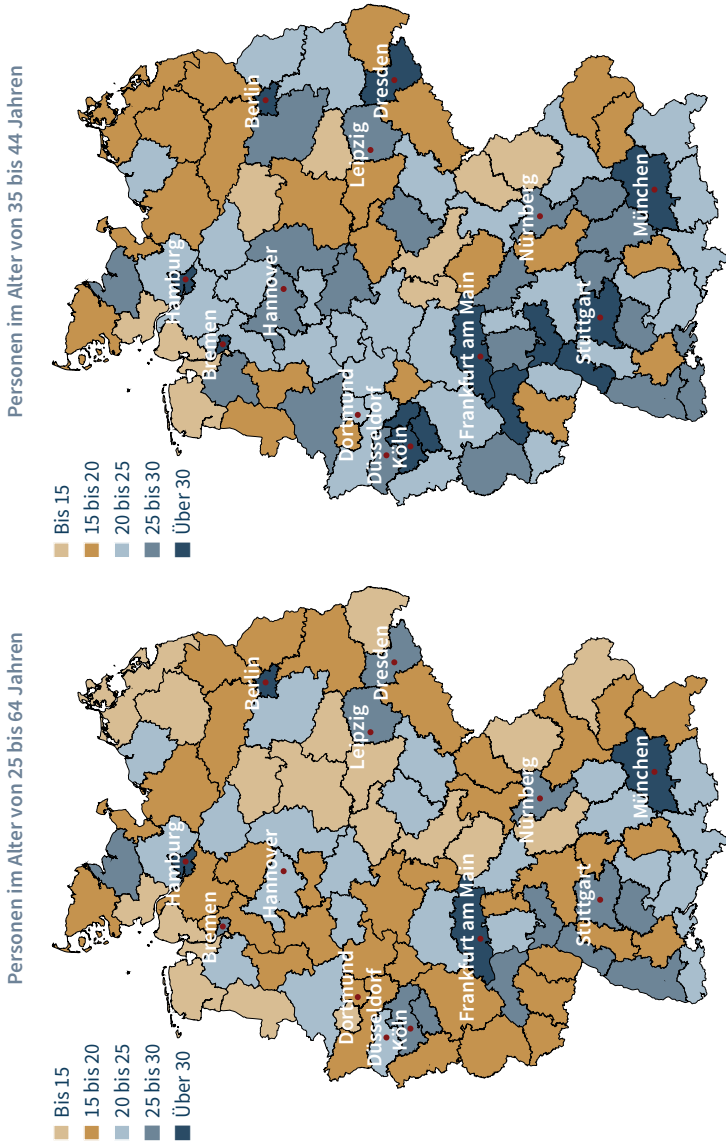 Personen im Alter von 25 bis 64 Jahren
Bis 15
15 bis 20
20 bis 25
25 bis 30
Über 30
Hamburg
Bremen
Berlin
Hannover
Dortmund
Düsseldorf
Köln
Leipzig
Dresden
Frankfurt am Main
Nürnberg
Stuttgart
München
Personen im Alter von 35 bis 44 Jahren
Bis 15
15 bis 20
20 bis 25
25 bis 30
Über 30
Hamburg
Bremen
Berlin
Hannover
Dortmund
Düsseldorf
Köln
Leipzig
Dresden
Frankfurt am Main
Nürnberg
Stuttgart
München